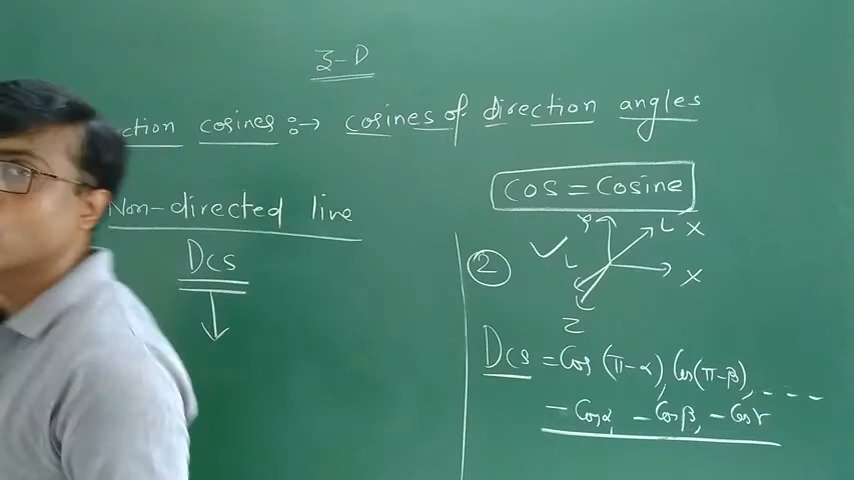 3-D
ction cosines :→ cosines of direction angles
Non-directed line
Dcs
cos = Cosine
② L X
L X
Z
Dcs = Cos (π-α), Cos(π-β), ----
- Cosα, - Cosβ, - Cosγ